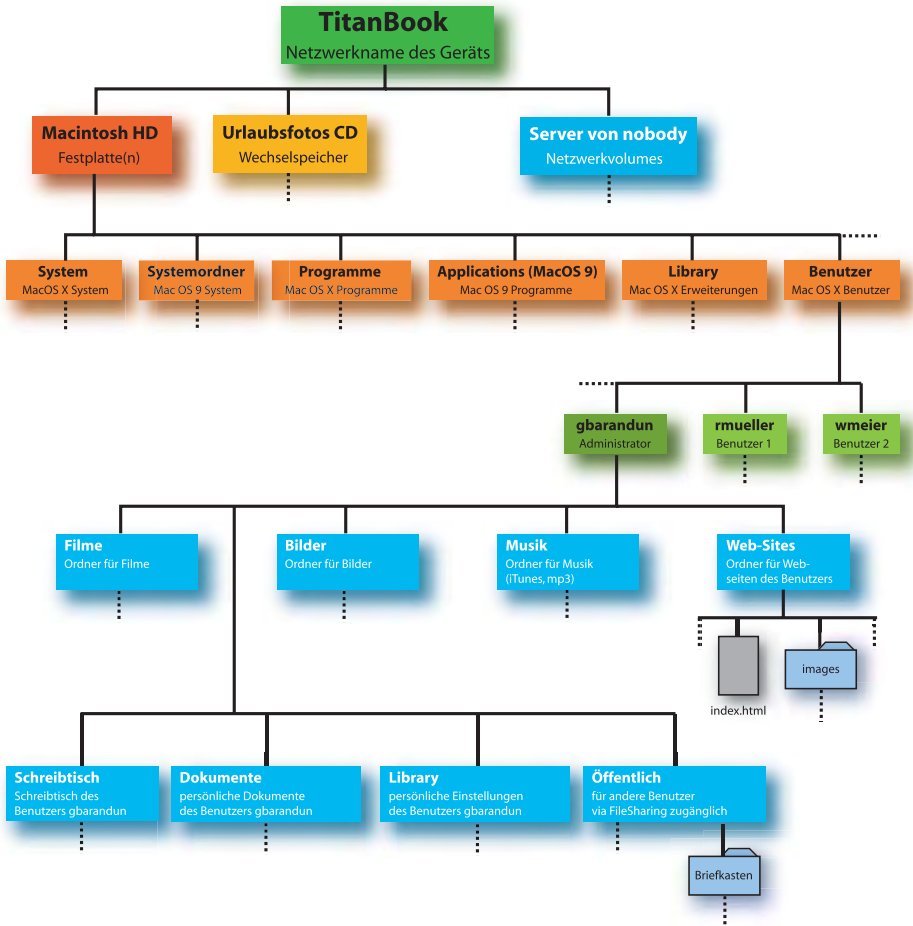 TitanBook
Netzwerkname des Geräts
Macintosh HD
Festplatte(n)
Urlaubsfotos CD
Wechselspeicher
Server von nobody
Netzwerkvolumes
System
MacOS X System
Systemordner
Mac OS 9 System
Programme
Mac OS X Programme
Applications (MacOS 9)
Mac OS 9 Programme
Library
Mac OS X Erweiterungen
Benutzer
Mac OS X Benutzer
gbarandun
Administrator
rmueller
Benutzer 1
wmeier
Benutzer 2
Filme
Ordner für Filme
Bilder
Ordner für Bilder
Musik
Ordner für Musik
(iTunes, mp3)
Web-Sites
Ordner für Web-
seiten des Benutzers
index.html
images
Schreibtisch
Schreibtisch des
Benutzers gbarandun
Dokumente
persönliche Dokumente
des Benutzers gbarandun
Library
persönliche Einstellungen
des Benutzers gbarandun
Öffentlich
für andere Benutzer
via FileSharing zugänglich
Briefkasten